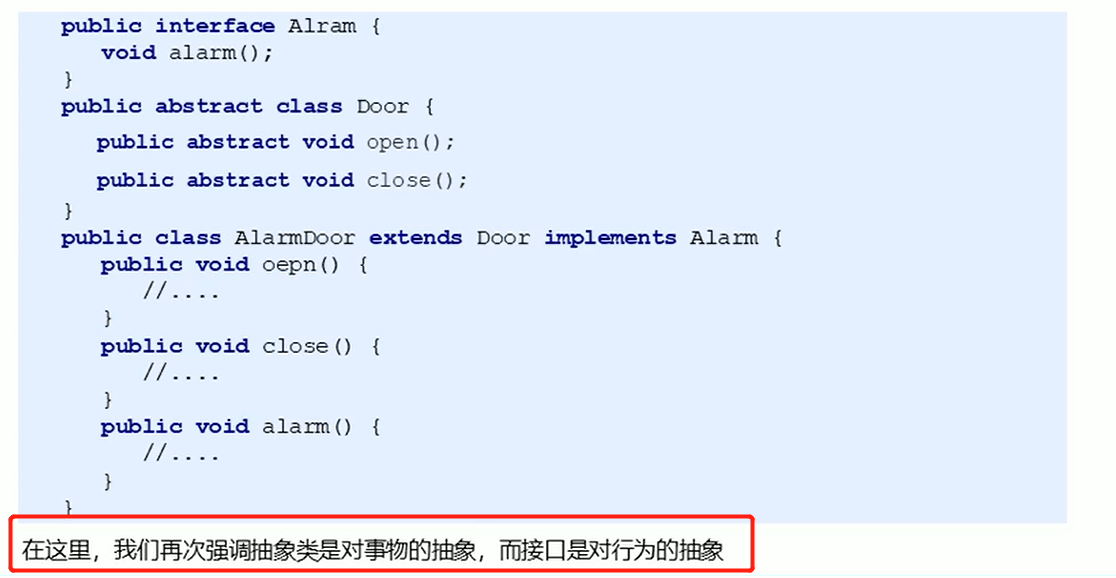 public interface Alram {
void alarm();
}
public abstract class Door {
public abstract void open();
public abstract void close();
}
public class AlarmDoor extends Door implements Alarm {
public void oepn() {
//....
}
public void close() {
//....
}
public void alarm() {
//....
}
}
在这里，我们再次强调抽象类是对事物的抽象，而接口是对行为的抽象